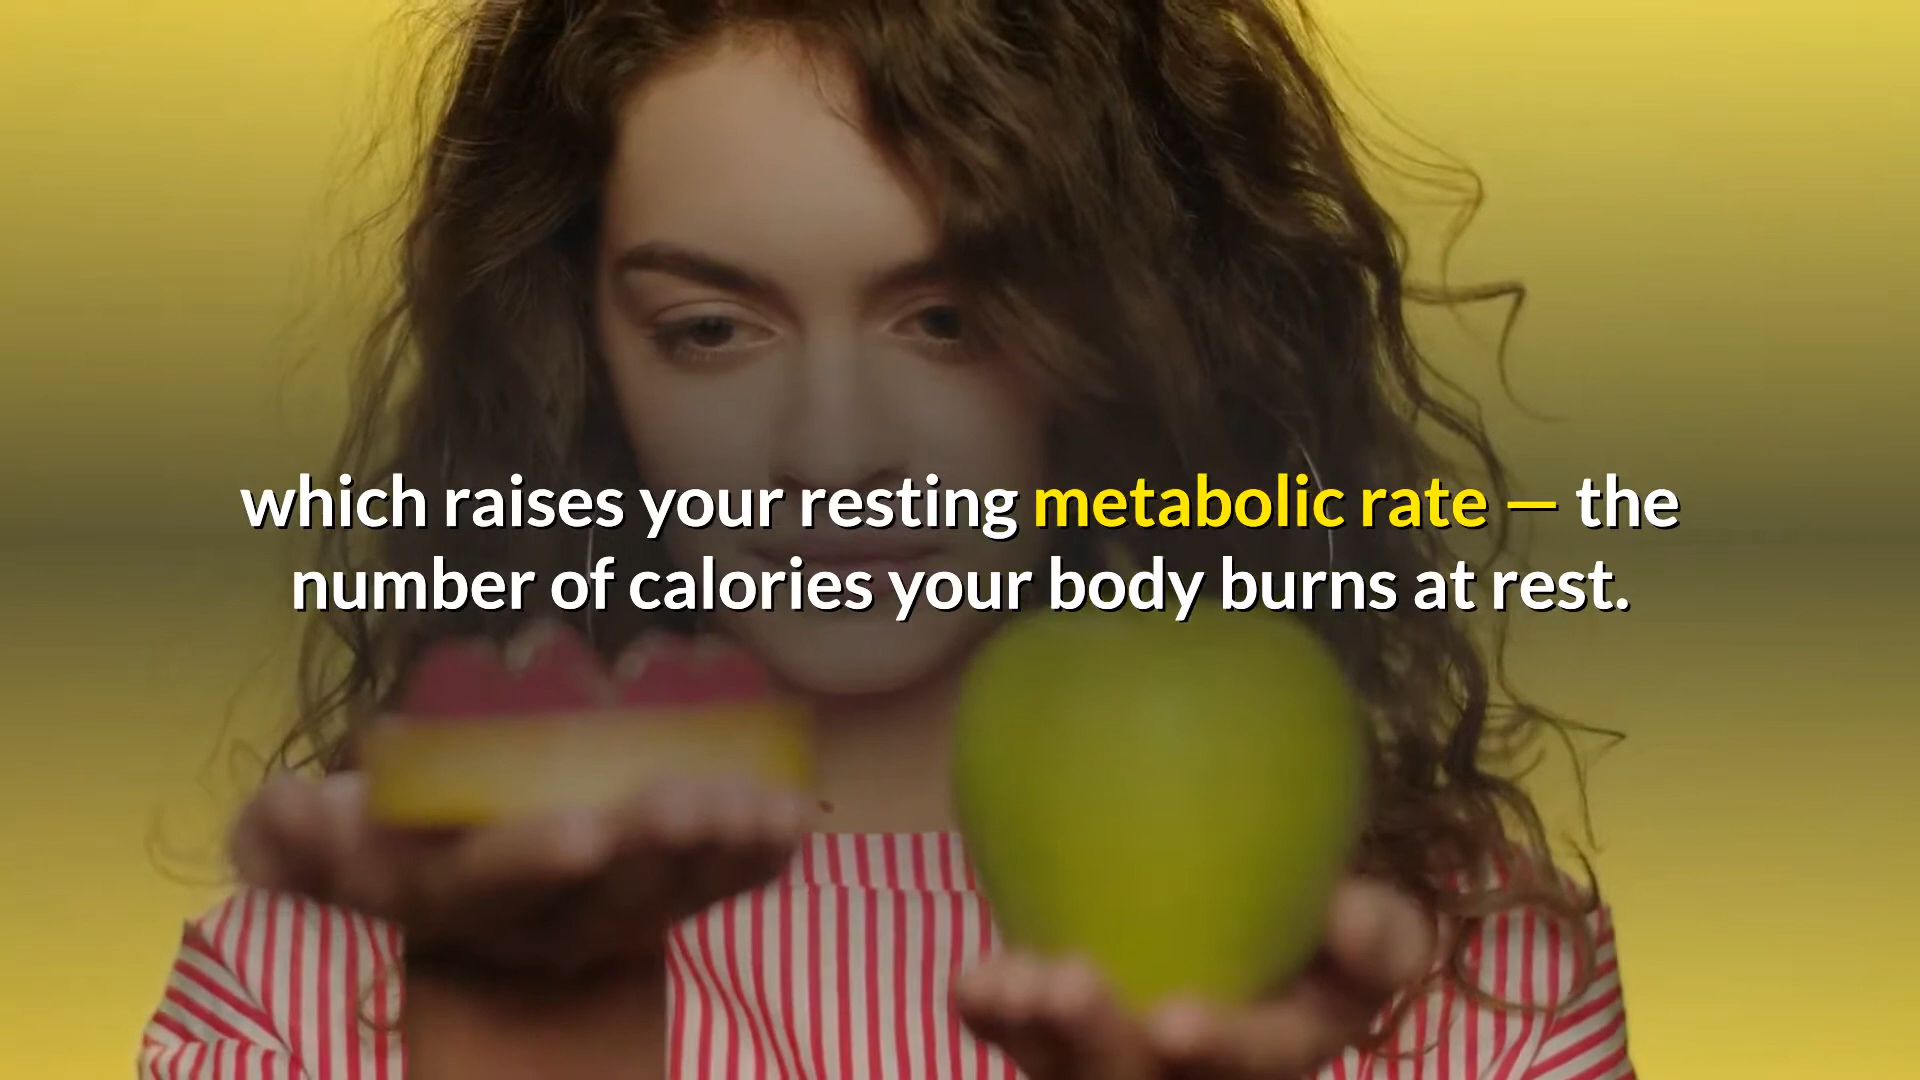 which raises your resting metabolic rate — the
number of calories your body burns at rest.